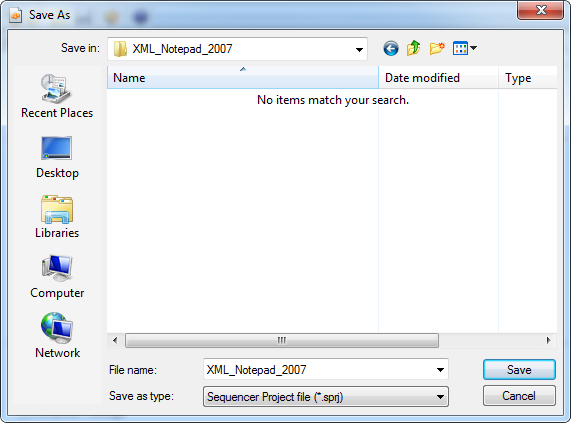 Save As
Save in: XML_Notepad_2007
Name Date modified Type
No items match your search.
Recent Places
Desktop
Libraries
Computer
Network
File name: XML_Notepad_2007 Save
Save as type: Sequencer Project file (*.sprj) Cancel